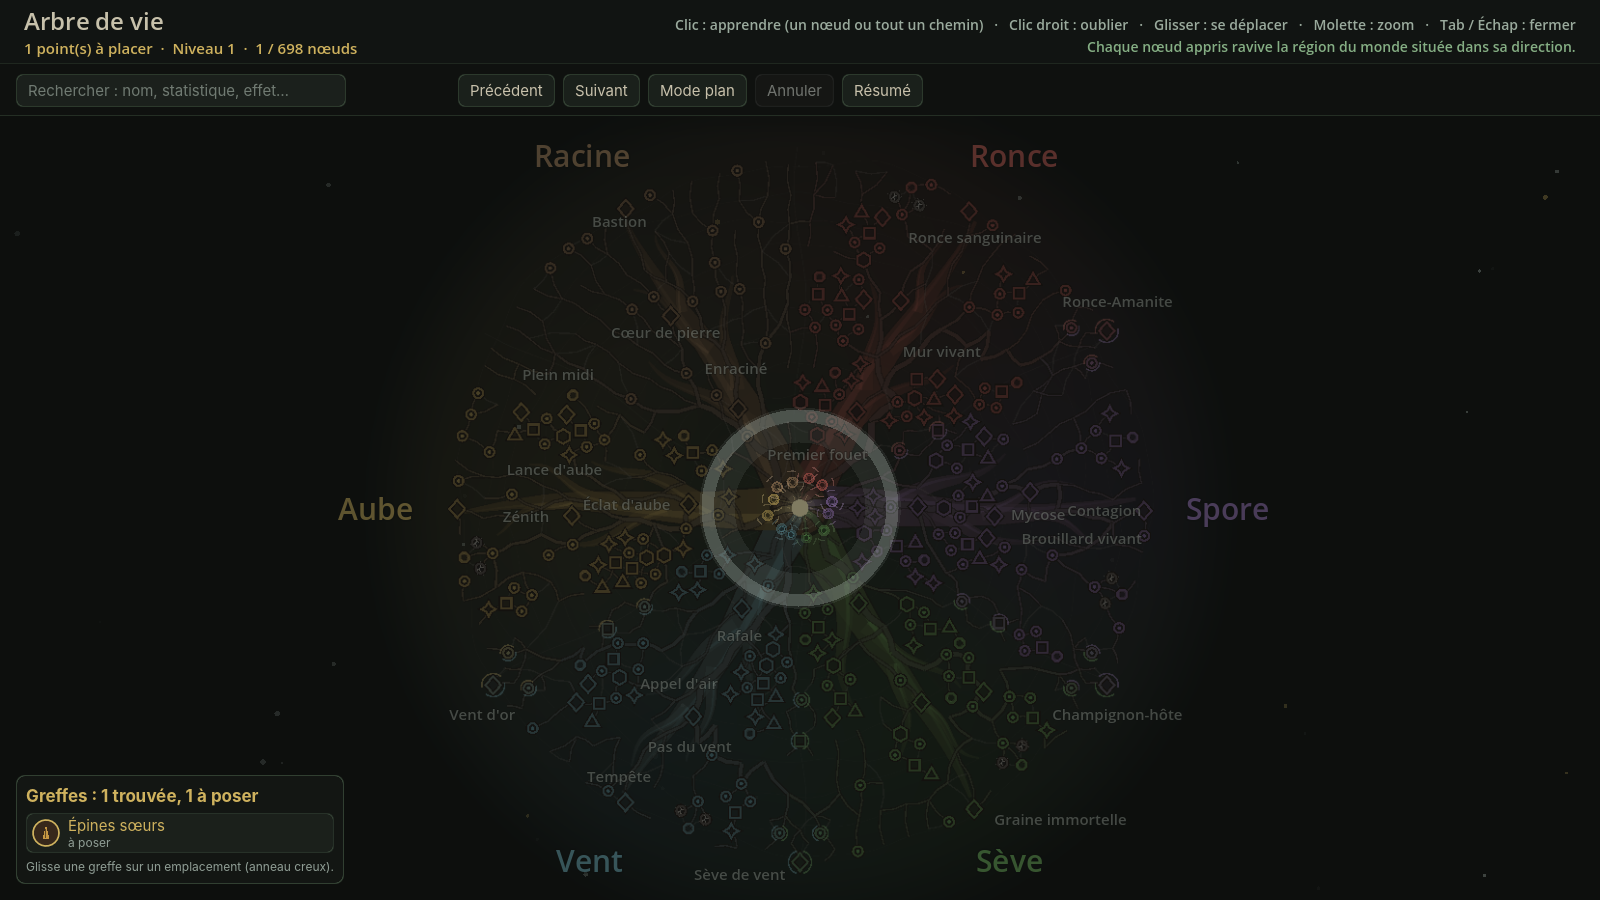 Arbre de vie
1 point(s) à placer · Niveau 1 · 1 / 698 nœuds
Clic : apprendre (un nœud ou tout un chemin) · Clic droit : oublier · Glisser : se déplacer · Molette : zoom · Tab / Échap : fermer
Chaque nœud appris ravive la région du monde située dans sa direction.
Rechercher : nom, statistique, effet...
Précédent
Suivant
Mode plan
Annuler
Résumé
Racine
Ronce
Bastion
Ronce sanguinaire
Ronce-Amanite
Cœur de pierre
Mur vivant
Enraciné
Plein midi
Premier fouet
Lance d'aube
Éclat d'aube
Aube
Zénith
Mycose
Contagion
Spore
Brouillard vivant
Rafale
Appel d'air
Vent d'or
Champignon-hôte
Pas du vent
Tempête
Graine immortelle
Vent
Sève
Sève de vent
Greffes : 1 trouvée, 1 à poser
Épines sœurs
à poser
Glisse une greffe sur un emplacement (anneau creux).